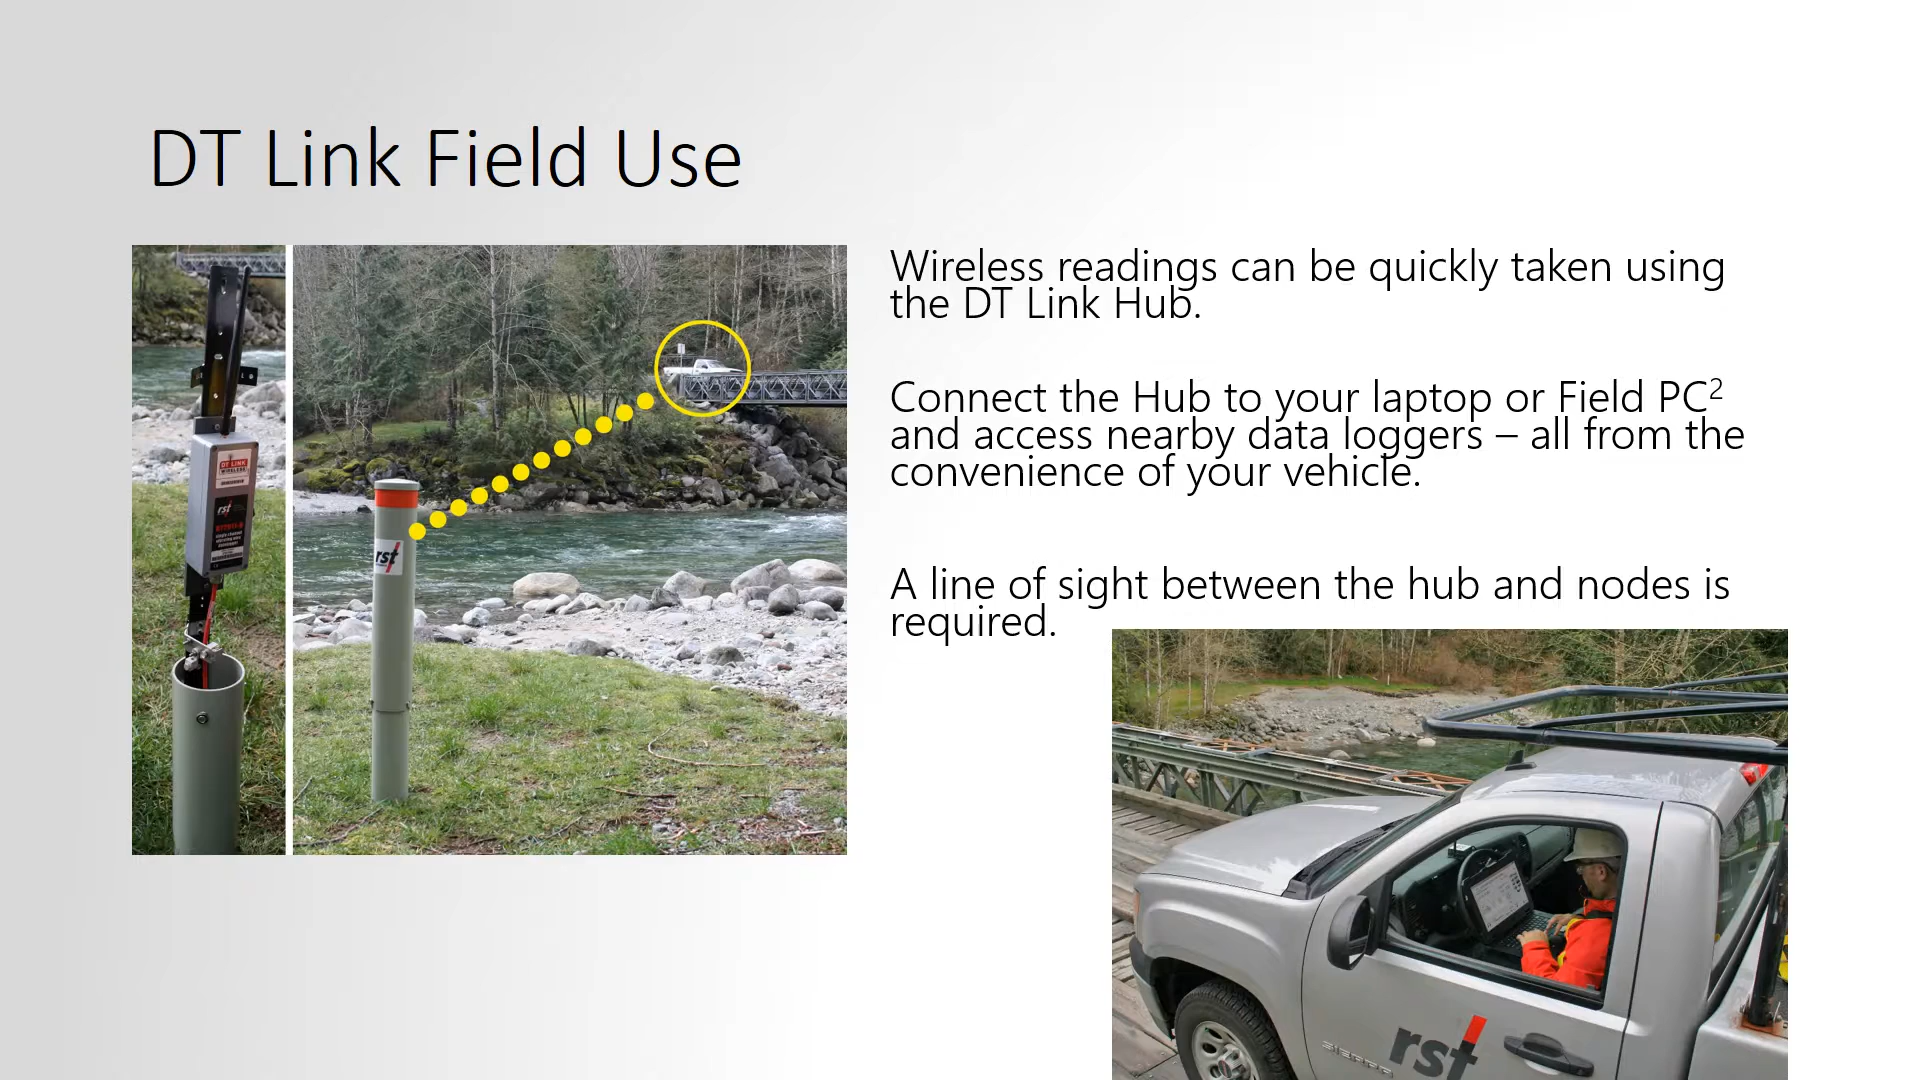 DT Link Field Use
Wireless readings can be quickly taken using
the DT Link Hub.
Connect the Hub to your laptop or Field PC²
and access nearby data loggers – all from the
convenience of your vehicle.
A line of sight between the hub and nodes is
required.
DT LINK
WIRELESS
rst
rst
SIERRA
rst